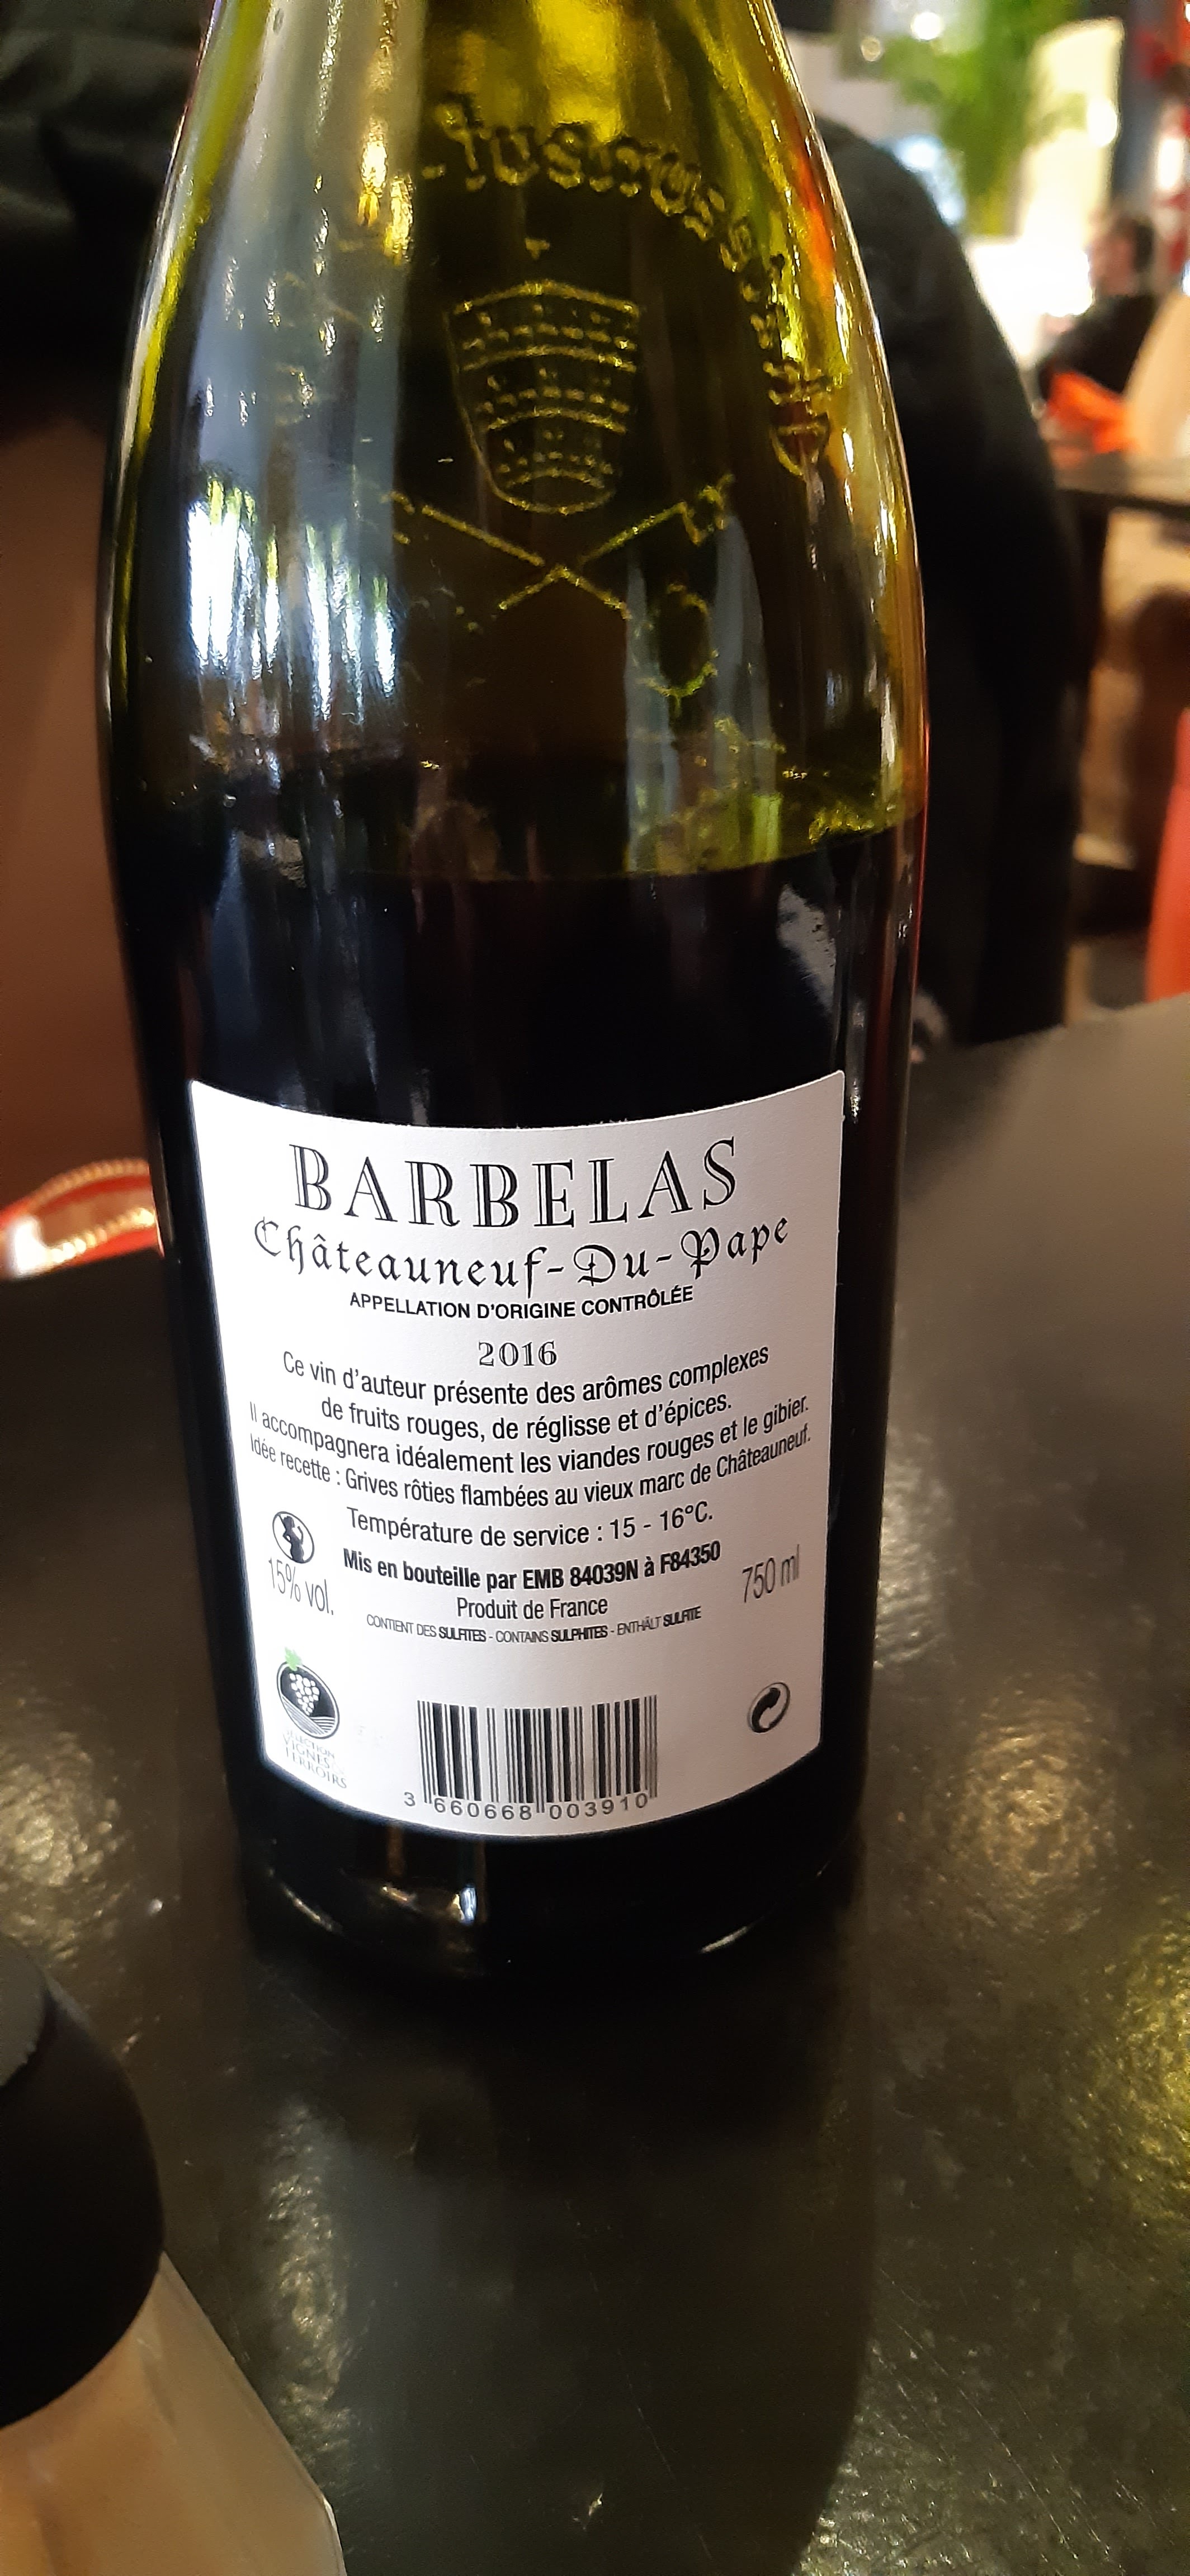 BARBELAS
Châteauneuf-Du-Pape
APPELLATION D'ORIGINE CONTRÔLÉE
2016
Ce vin d'auteur présente des arômes complexes
de fruits rouges, de réglisse et d'épices.
Il accompagnera idéalement les viandes rouges et le gibier.
Idée recette : Grives rôties flambées au vieux marc de Châteauneuf.
Température de service : 15 - 16°C.
Mis en bouteille par EMB 84039N à F84350
15% vol.
750 ml
Produit de France
CONTIENT DES SULFITES - CONTAINS SULPHITES - ENTHÄLT SULFITE
SÉLECTION
VIGNES
TERROIRS
3 660668 003910